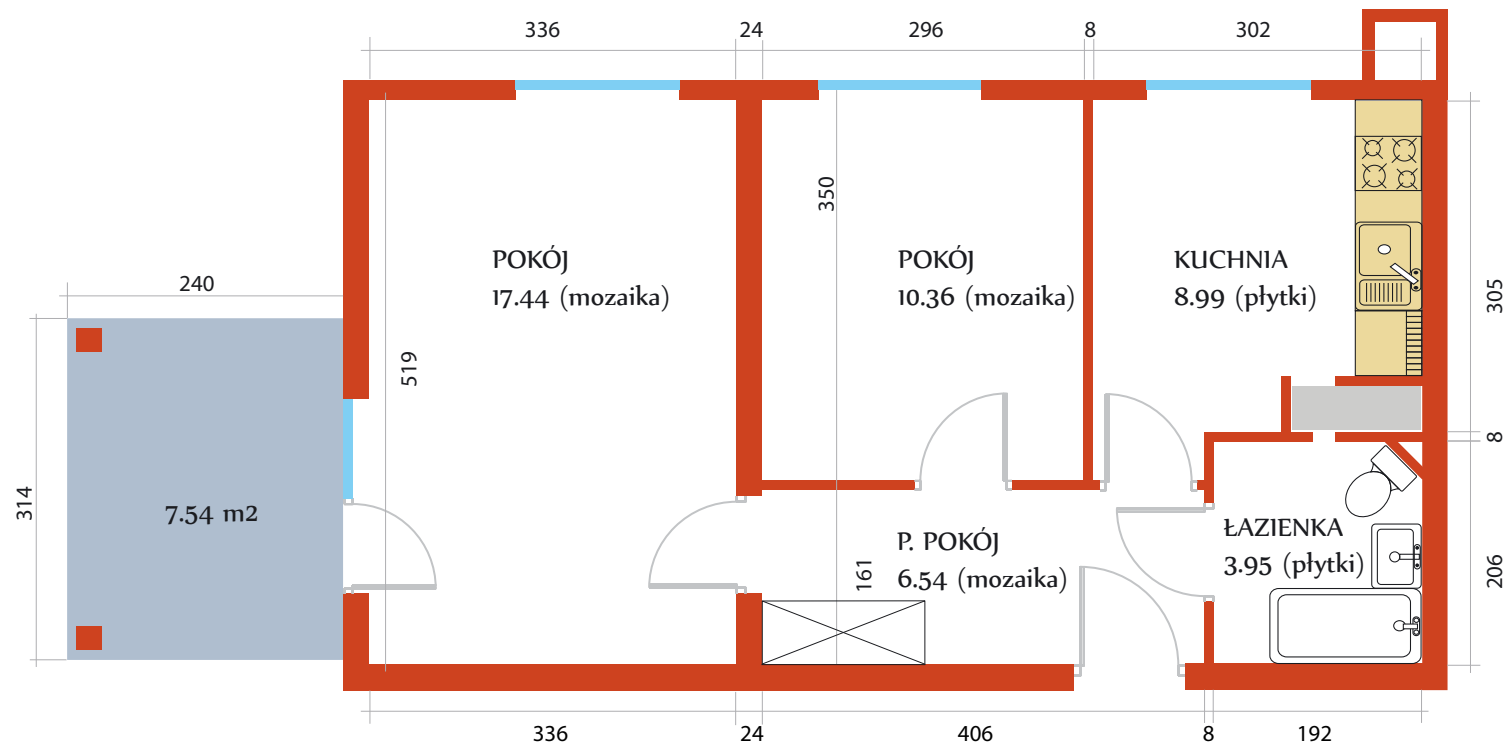 336
24
296
8
302
350
POKÓJ
17.44 (mozaika)
POKÓJ
10.36 (mozaika)
KUCHNIA
8.99 (płytki)
240
305
519
8
314
7.54 m2
P. POKÓJ
6.54 (mozaika)
161
ŁAZIENKA
3.95 (płytki)
206
336
24
406
8
192